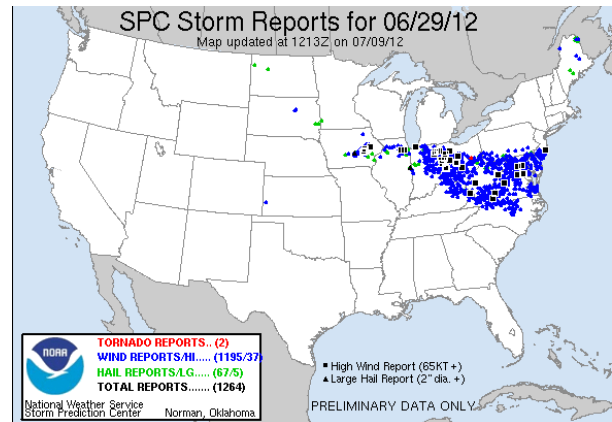 SPC Storm Reports for 06/29/12
Map updated at 1213Z on 07/09/12
TORNADO REPORTS.. (2)
WIND REPORTS/HI..... (1195/37)
HAIL REPORTS/LG..... (67/5)
TOTAL REPORTS....... (1264)
NOAA
National Weather Service
Storm Prediction Center Norman, Oklahoma
High Wind Report (65KT +)
Large Hail Report (2" dia. +)
PRELIMINARY DATA ONLY